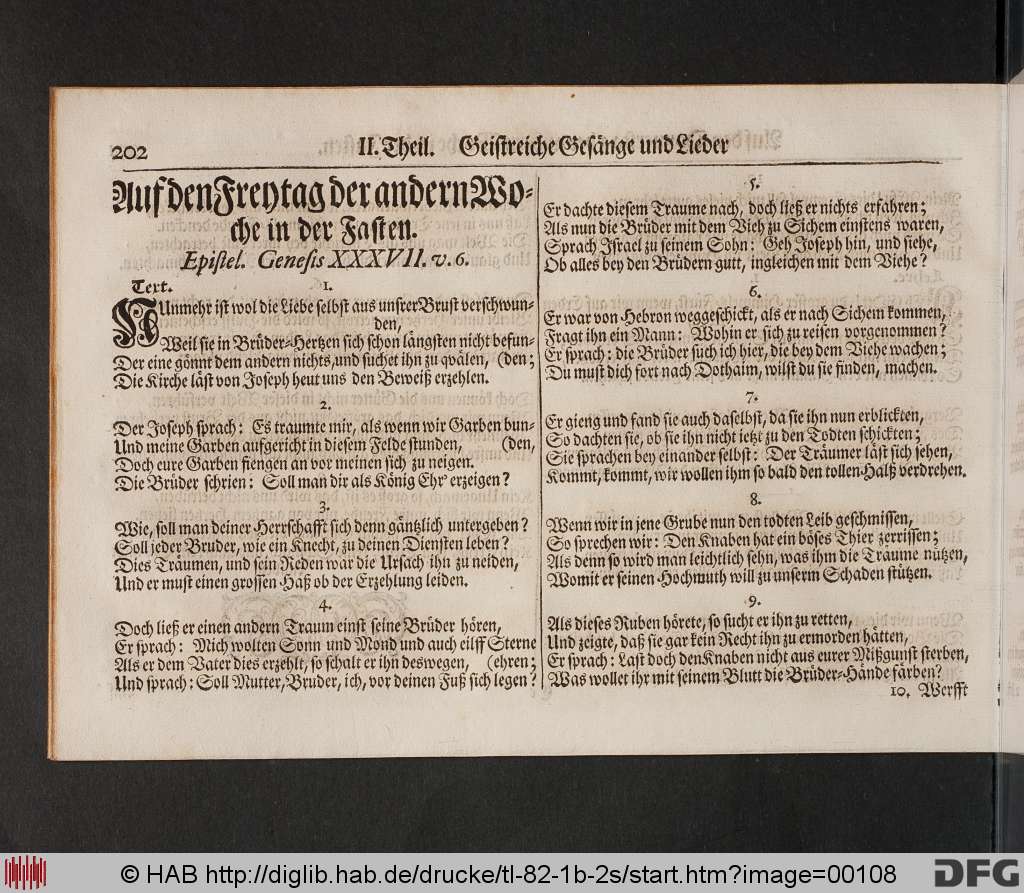 202
II. Theil. Geistreiche Gesänge und Lieder
Auf den Freytag der andern Wo-
che in der Fasten.
Epistel. Genesis XXXVII. v. 6.
Text.
1.
NUnmehr ist wol die Liebe selbst aus unsrer Brust verschwun-
den,
Weil sie in Brüder-Hertzen sich schon längsten nicht befun-
Der eine gönnt dem andern nichts, und suchet ihn zu qvälen, (den;
Die Kirche läst von Joseph heut uns den Beweiß erzehlen.
2.
Der Joseph sprach: Es traumte mir, als wenn wir Garben bun-
Und meine Garben aufgericht in diesem Felde stunden, (den,
Doch eure Garben fiengen an vor meinen sich zu neigen.
Die Brüder schrien: Soll man dir als König Ehr' erzeigen?
3.
Wie, soll man deiner Herrschafft sich denn gäntzlich untergeben?
Soll jeder Bruder, wie ein Knecht, zu deinen Diensten leben?
Dies Träumen, und sein Reden war die Ursach ihn zu neiden,
Und er must einen grossen Haß ob der Erzehlung leiden.
4.
Doch ließ er einen andern Traum einst seine Brüder hören,
Er sprach: Mich wolten Sonn und Mond und auch eilff Sterne
Als er dem Vater dies erzehlt, so schalt er ihn deswegen, (ehren;
Und sprach: Soll Mutter, Bruder, ich, vor deinen Fuß sich legen?
5.
Er dachte diesem Traume nach, doch ließ er nichts erfahren;
Als nun die Brüder mit dem Vieh zu Sichem einstens waren,
Sprach Israel zu seinem Sohn: Geh Joseph hin, und siehe,
Ob alles bey den Brüdern gutt, ingleichen mit dem Viehe?
6.
Er war von Hebron weggeschickt, als er nach Sichem kommen,
Fragt ihn ein Mann: Wohin er sich zu reisen vorgenommen?
Er sprach: die Brüder such ich hier, die bey dem Viehe wachen;
Du must dich fort nach Dothaim, wilst du sie finden, machen.
7.
Er gieng und fand sie auch daselbst, da sie ihn nun erblickten,
So dachten sie, ob sie ihn nicht ietzt zu den Todten schickten;
Sie sprachen bey einander selbst: Der Träumer läst sich sehen,
Kommt, kommt, wir wollen ihm so bald den tollen-Halß verdrehen.
8.
Wenn wir in jene Grube nun den todten Leib geschmissen,
So sprechen wir: Den Knaben hat ein böses Thier zerrissen;
Als denn so wird man leichtlich sehn, was ihm die Traume nützen,
Womit er seinen Hochmuth will zu unserm Schaden stützen.
9.
Als dieses Ruben hörete, so sucht er ihn zu retten,
Und zeigte, daß sie gar kein Recht ihn zu ermorden hätten,
Er sprach: Last doch den Knaben nicht aus eurer Mißgunst sterben,
Was wollet ihr mit seinem Blutt die Brüder-Hände färben?
10. Werfft
© HAB http://diglib.hab.de/drucke/tl-82-1b-2s/start.htm?image=00108
DFG